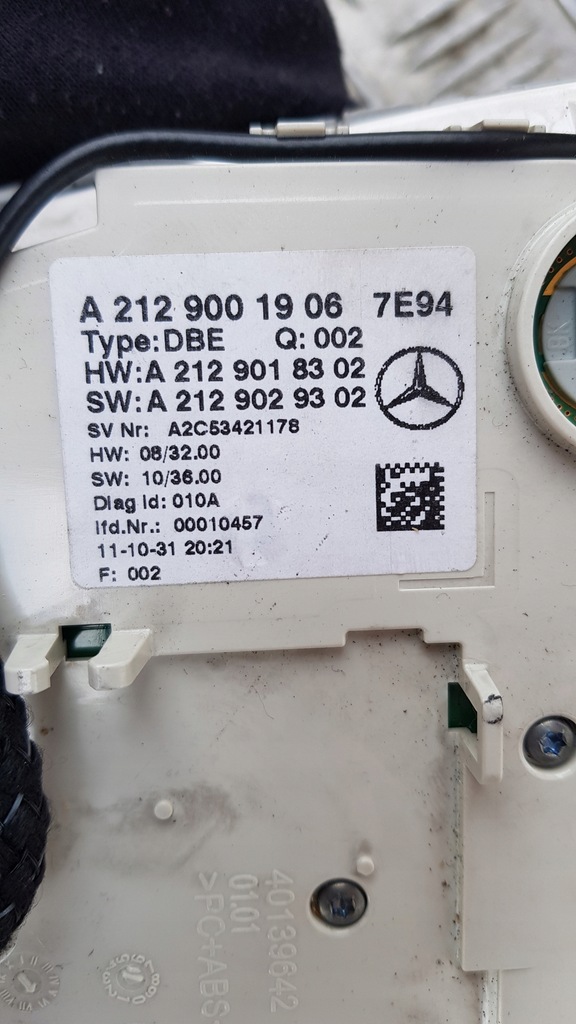 A 212 900 19 06 7E94
Type:DBE Q: 002
HW:A 212 901 83 02
SW:A 212 902 93 02
SV Nr: A2C53421178
HW: 08/32.00
SW: 10/36.00
Diag Id: 010A
lfd.Nr.: 00010457
11-10-31 20:21
F: 002
40139642
01.01
>PC+ABS